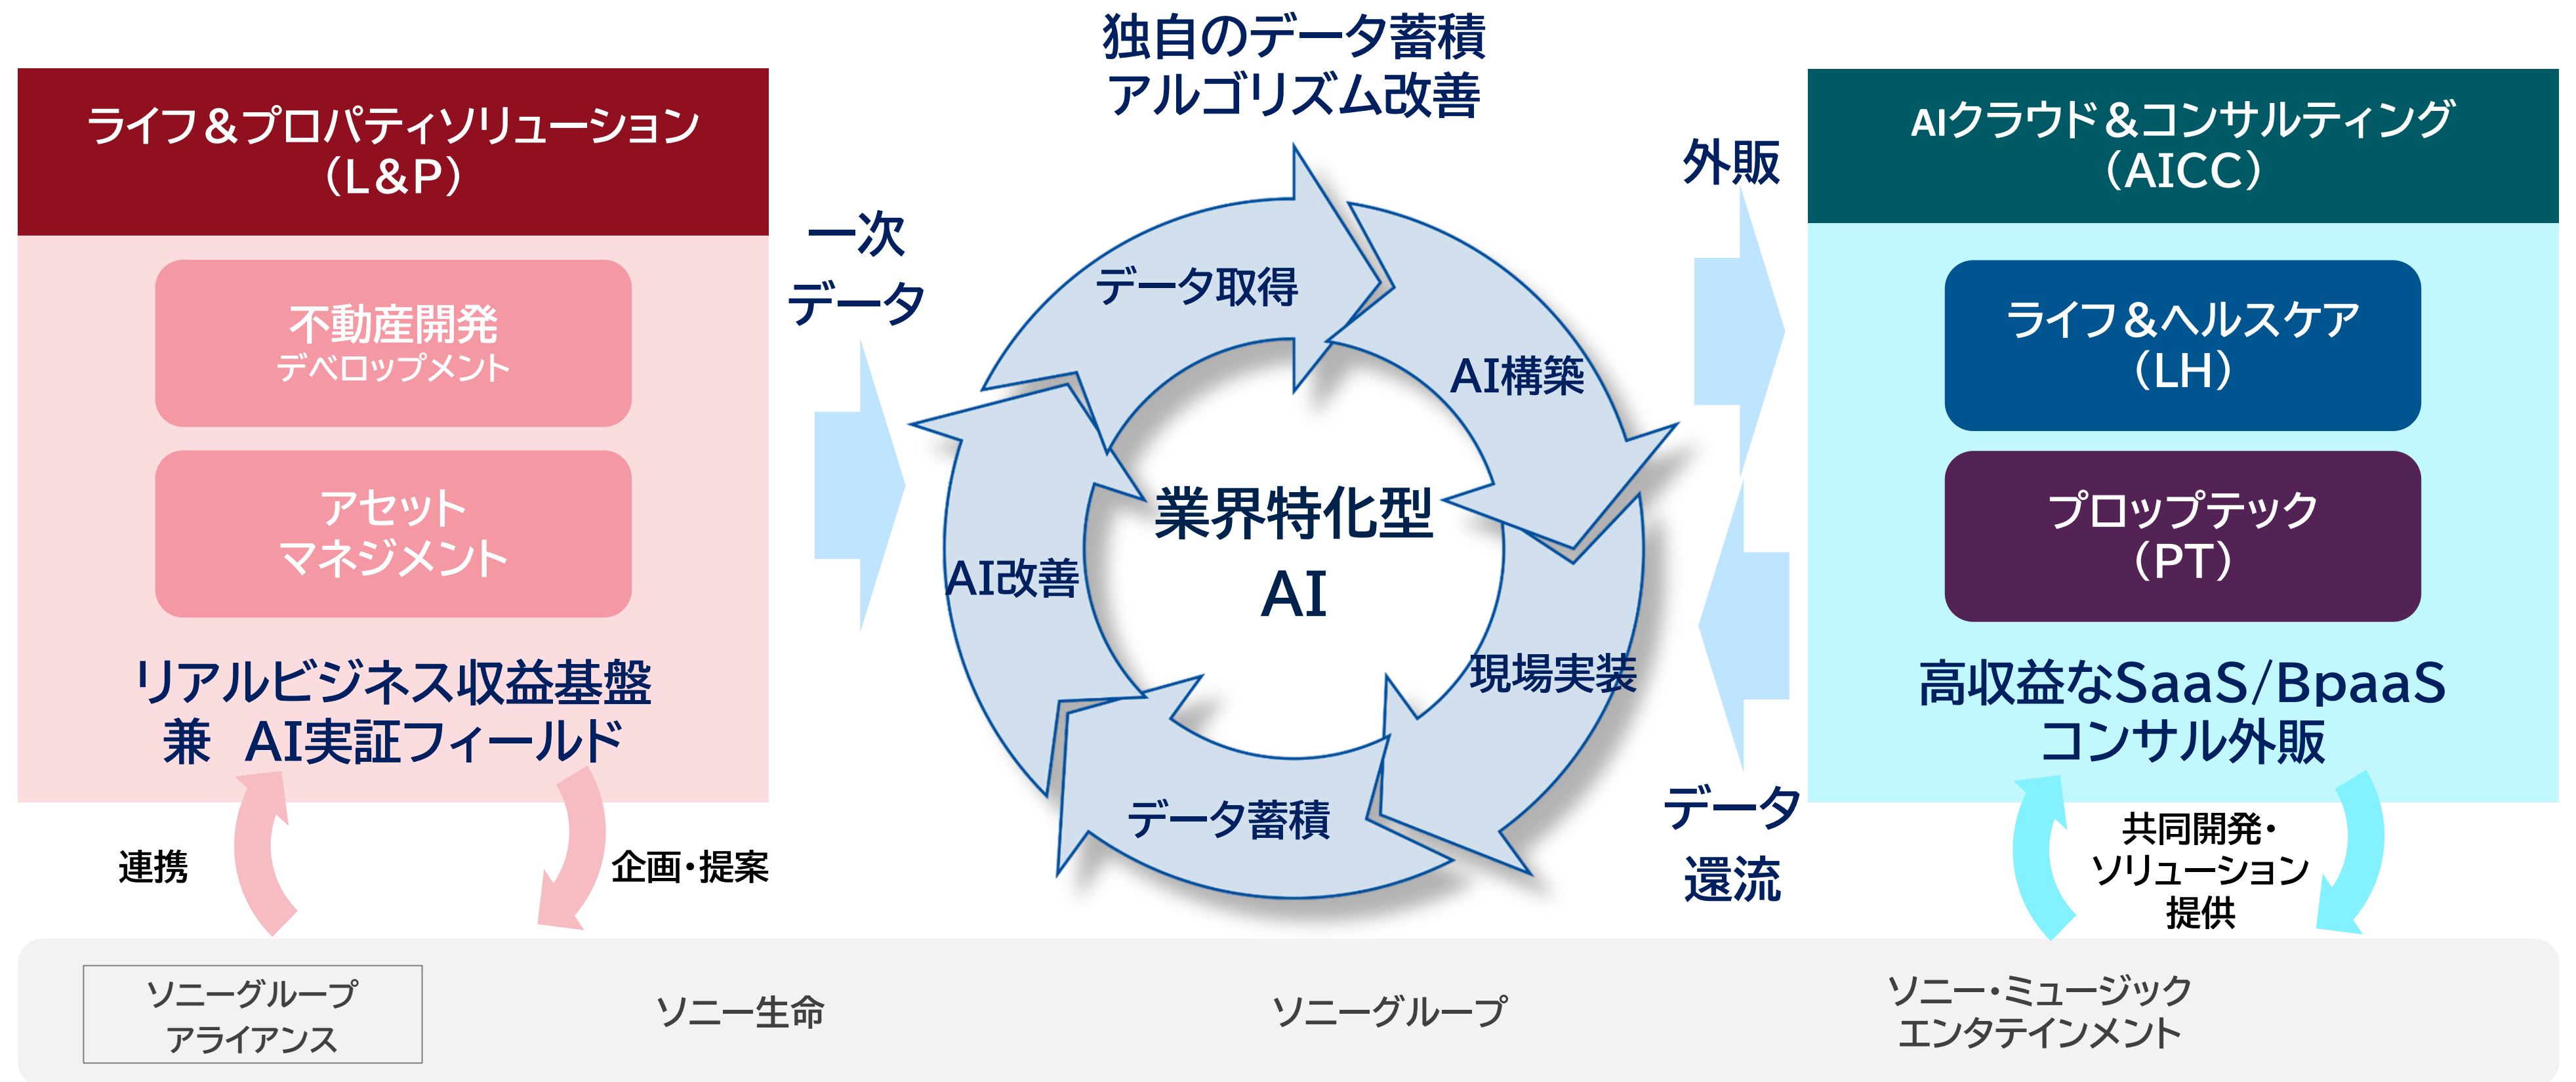 独自のデータ蓄積
アルゴリズム改善
ライフ&プロパティソリューション
(L&P)
不動産開発
デベロップメント
アセット
マネジメント
リアルビジネス収益基盤
兼 AI実証フィールド
一次
データ
データ取得
AI構築
現場実装
データ蓄積
AI改善
業界特化型
AI
外販
データ
還流
AIクラウド&コンサルティング
(AICC)
ライフ&ヘルスケア
(LH)
プロップテック
(PT)
高収益なSaaS/BpaaS
コンサル外販
連携
企画・提案
共同開発・
ソリューション
提供
ソニーグループ
アライアンス
ソニー生命
ソニーグループ
ソニー・ミュージック
エンタテインメント